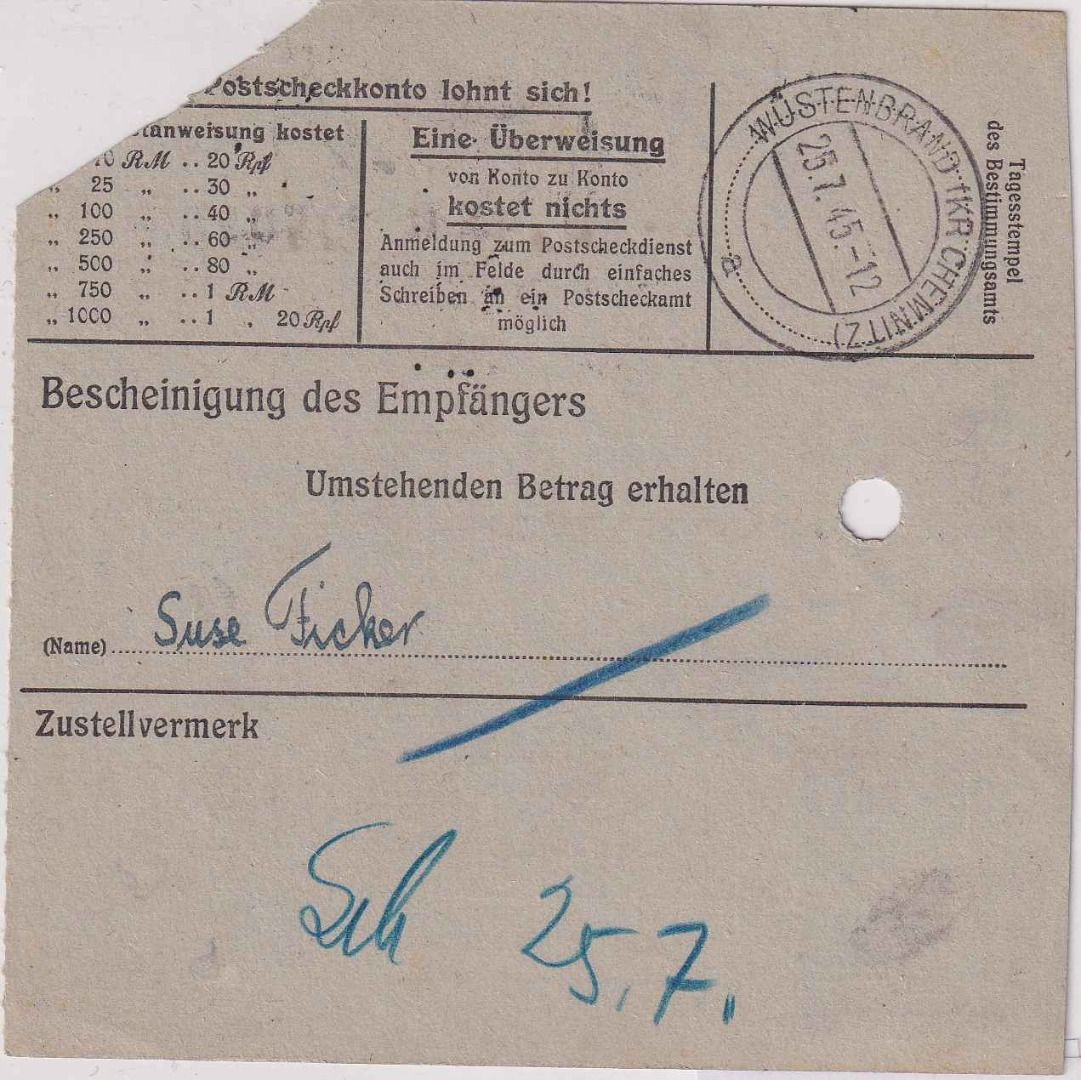 Postscheckkonto lohnt sich!
tanweisung kostet
10 RM .. 20 Rpf
„ 25 „ .. 30 „
„ 100 „ .. 40 „
„ 250 „ .. 60 „
„ 500 „ .. 80 „
„ 750 „ .. 1 RM
„ 1000 „ .. 1 „ 20 Rpf
Eine Überweisung
von Konto zu Konto
kostet nichts
Anmeldung zum Postscheckdienst
auch im Felde durch einfaches
Schreiben an ein Postscheckamt
möglich
WÜSTENBRAND (KR CHEMNITZ)
25.7.45.-12
a
Tagesstempel
des Bestimmungsamts
Bescheinigung des Empfängers
Umstehenden Betrag erhalten
(Name) Suse Ficker
Zustellvermerk
Sch 25.7.